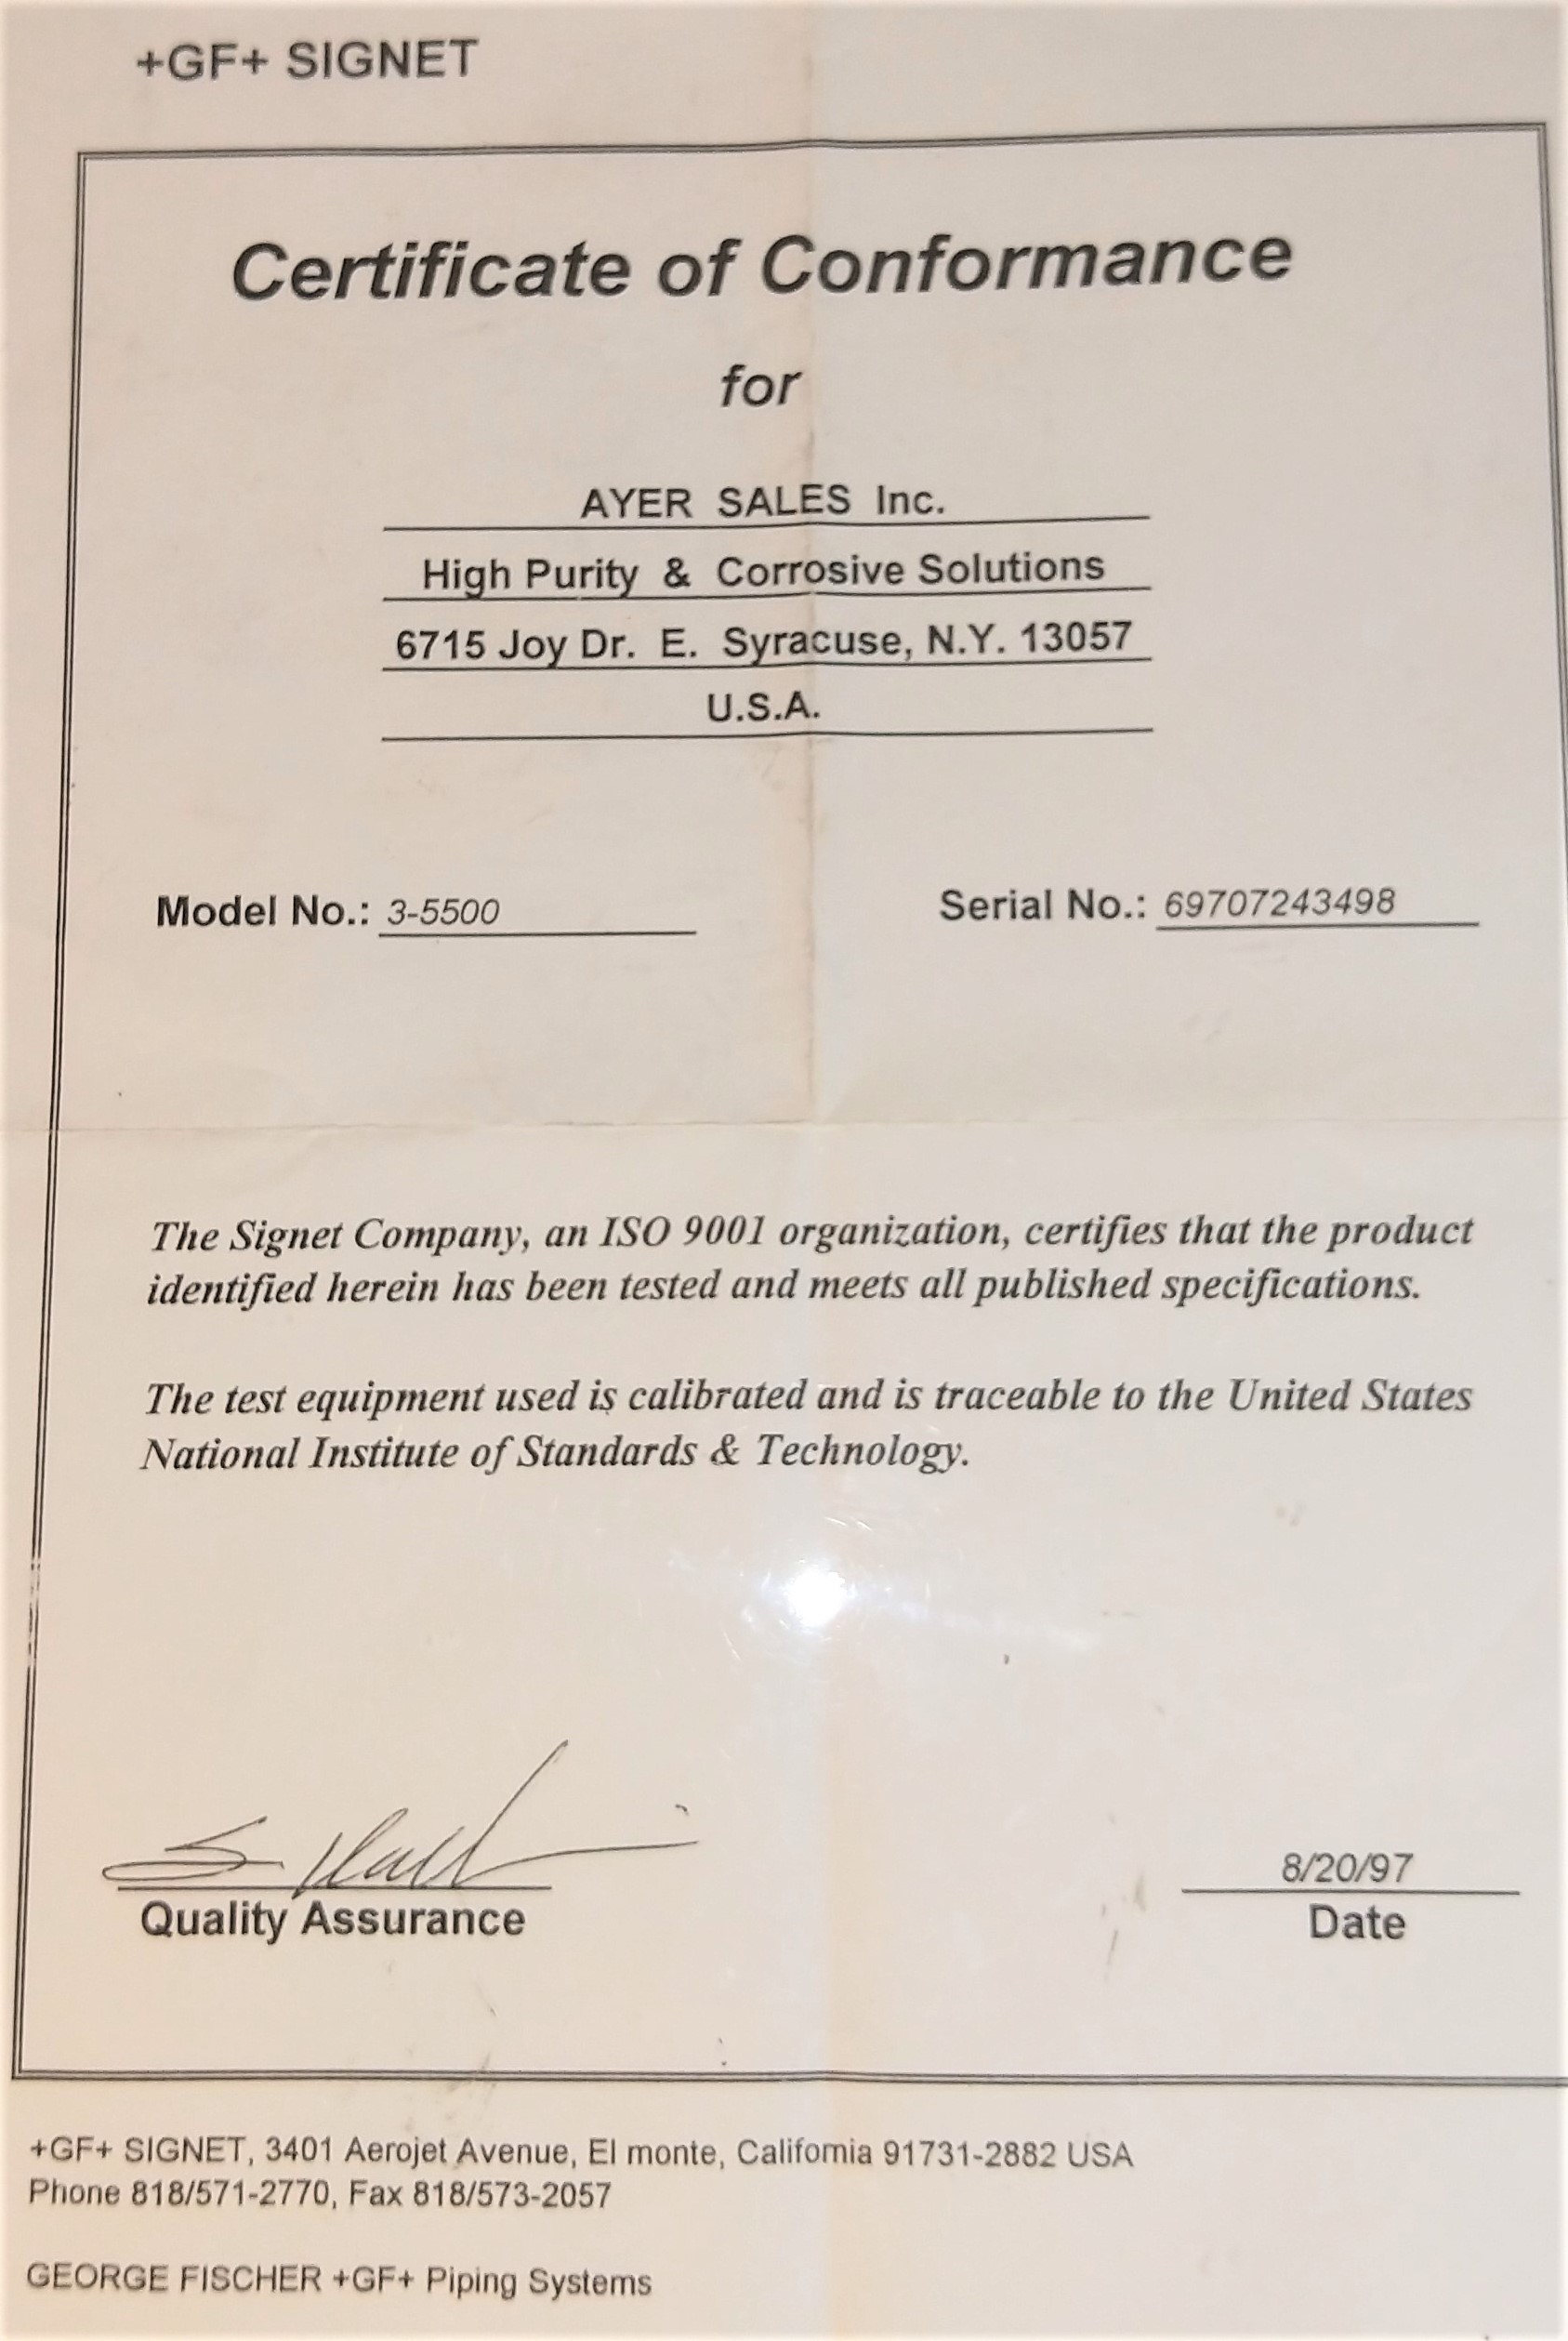 +GF+ SIGNET
Certificate of Conformance
for
AYER SALES Inc.
High Purity & Corrosive Solutions
6715 Joy Dr. E. Syracuse, N.Y. 13057
U.S.A.
Model No.: 3-5500 Serial No.: 69707243498
The Signet Company, an ISO 9001 organization, certifies that the product
identified herein has been tested and meets all published specifications.
The test equipment used is calibrated and is traceable to the United States
National Institute of Standards & Technology.
8/20/97
Quality Assurance Date
+GF+ SIGNET, 3401 Aerojet Avenue, El monte, California 91731-2882 USA
Phone 818/571-2770, Fax 818/573-2057
GEORGE FISCHER +GF+ Piping Systems